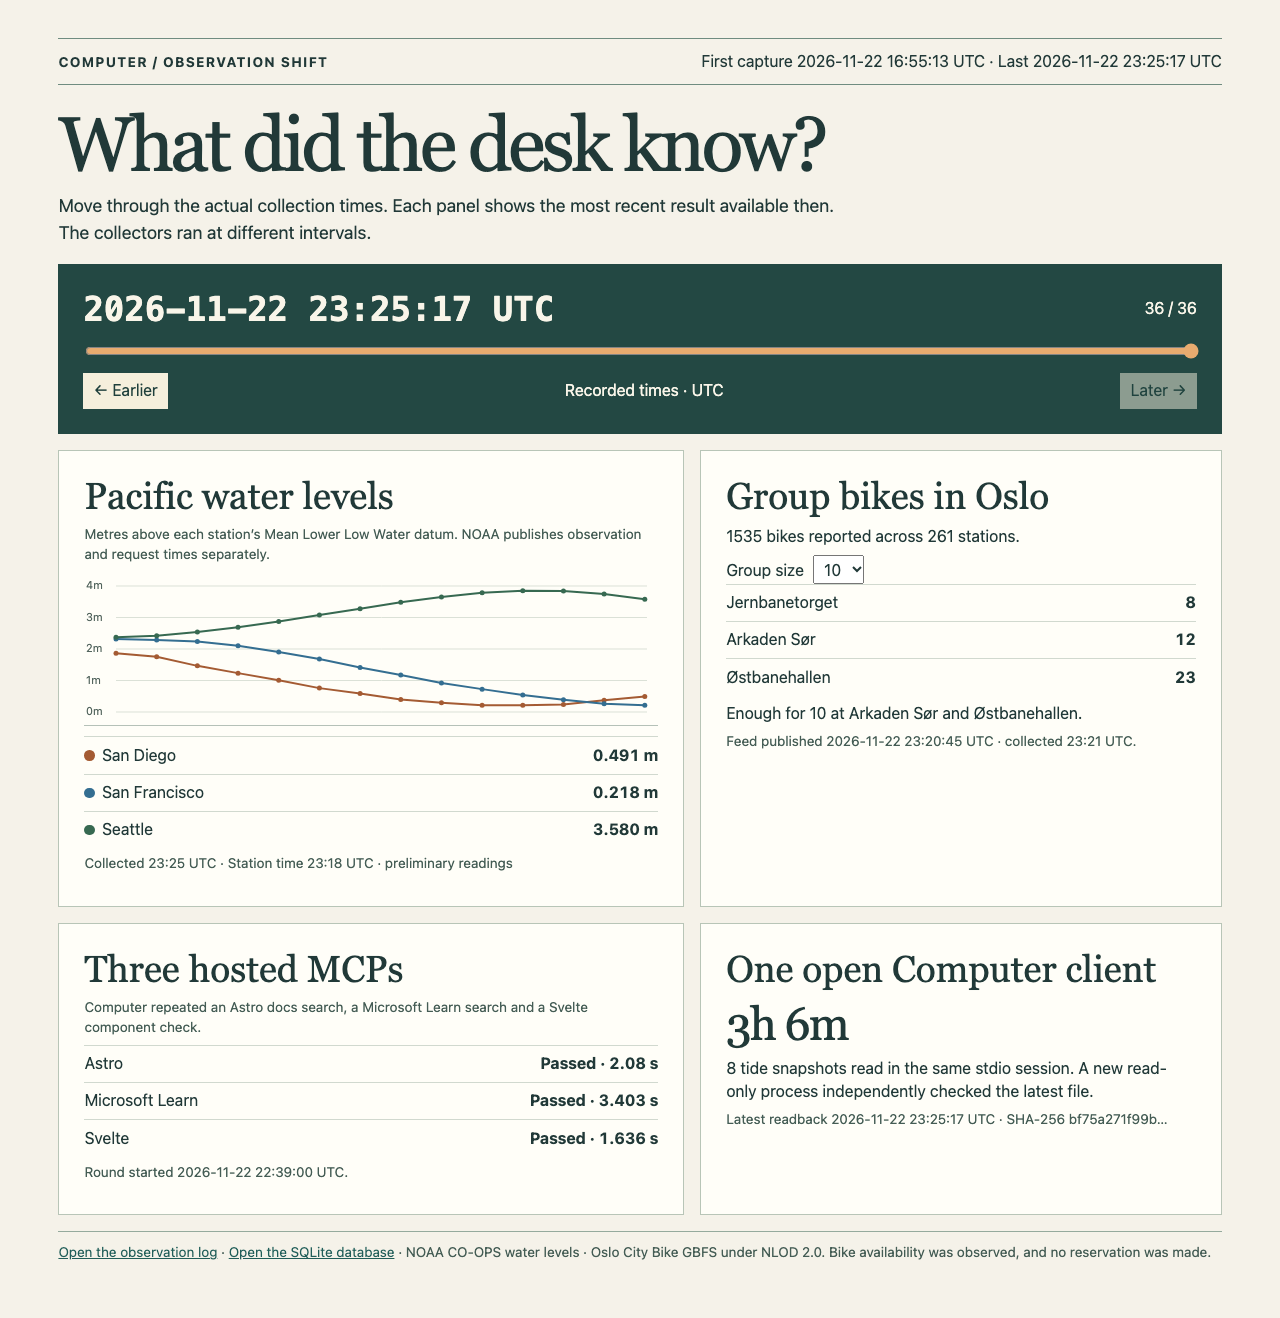 COMPUTER / OBSERVATION SHIFT
First capture 2026-11-22 16:55:13 UTC · Last 2026-11-22 23:25:17 UTC
What did the desk know?
Move through the actual collection times. Each panel shows the most recent result available then.
The collectors ran at different intervals.
2026–11–22 23:25:17 UTC
36 / 36
← Earlier
Recorded times · UTC
Later →
Pacific water levels
Metres above each station's Mean Lower Low Water datum. NOAA publishes observation
and request times separately.
4m
3m
2m
1m
0m
San Diego 0.491 m
San Francisco 0.218 m
Seattle 3.580 m
Collected 23:25 UTC · Station time 23:18 UTC · preliminary readings
Group bikes in Oslo
1535 bikes reported across 261 stations.
Group size 10
Jernbanetorget 8
Arkaden Sør 12
Østbanehallen 23
Enough for 10 at Arkaden Sør and Østbanehallen.
Feed published 2026-11-22 23:20:45 UTC · collected 23:21 UTC.
Three hosted MCPs
Computer repeated an Astro docs search, a Microsoft Learn search and a Svelte
component check.
Astro Passed · 2.08 s
Microsoft Learn Passed · 3.403 s
Svelte Passed · 1.636 s
Round started 2026-11-22 22:39:00 UTC.
One open Computer client
3h 6m
8 tide snapshots read in the same stdio session. A new read-
only process independently checked the latest file.
Latest readback 2026-11-22 23:25:17 UTC · SHA-256 bf75a271f99b…
Open the observation log · Open the SQLite database · NOAA CO-OPS water levels · Oslo City Bike GBFS under NLOD 2.0. Bike availability was observed, and no reservation was made.